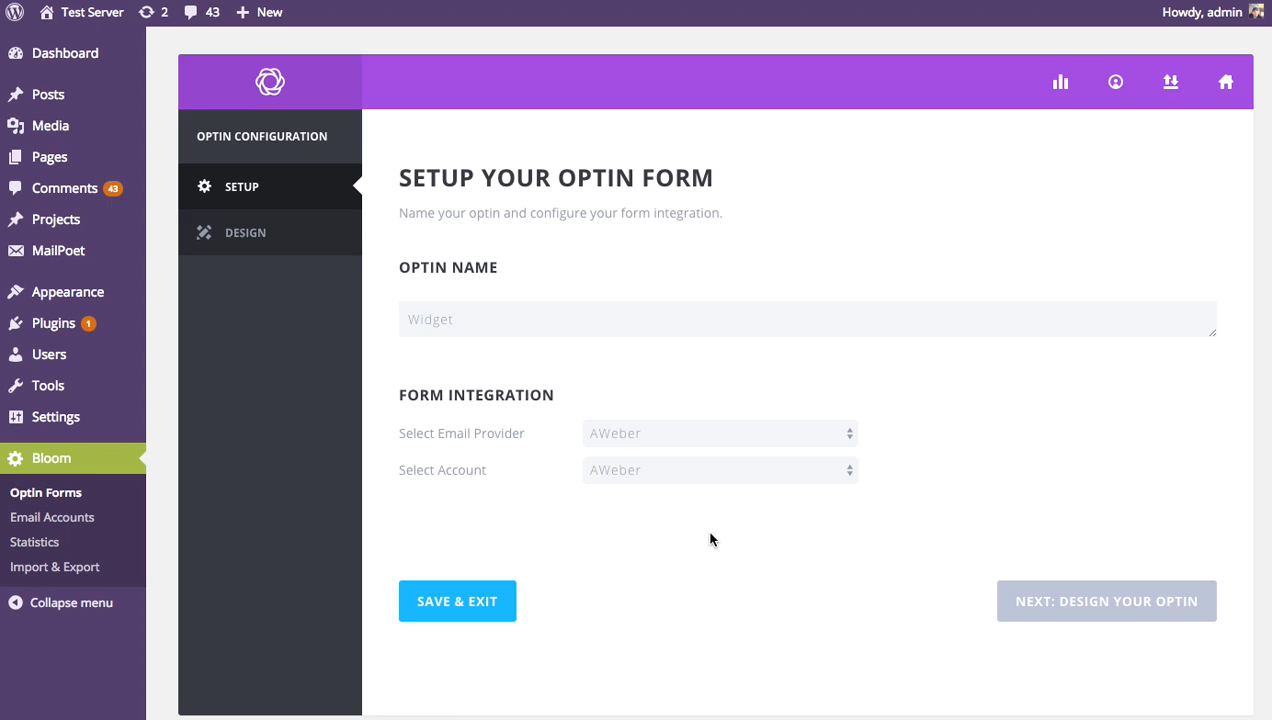 Test Server 2 43 New Howdy, admin
Dashboard
Posts
Media
Pages
Comments 43
Projects
MailPoet
Appearance
Plugins 1
Users
Tools
Settings
Bloom
Optin Forms
Email Accounts
Statistics
Import & Export
Collapse menu
OPTIN CONFIGURATION
SETUP
DESIGN
SETUP YOUR OPTIN FORM
Name your optin and configure your form integration.
OPTIN NAME
Widget
FORM INTEGRATION
Select Email Provider AWeber
Select Account AWeber
SAVE & EXIT NEXT: DESIGN YOUR OPTIN